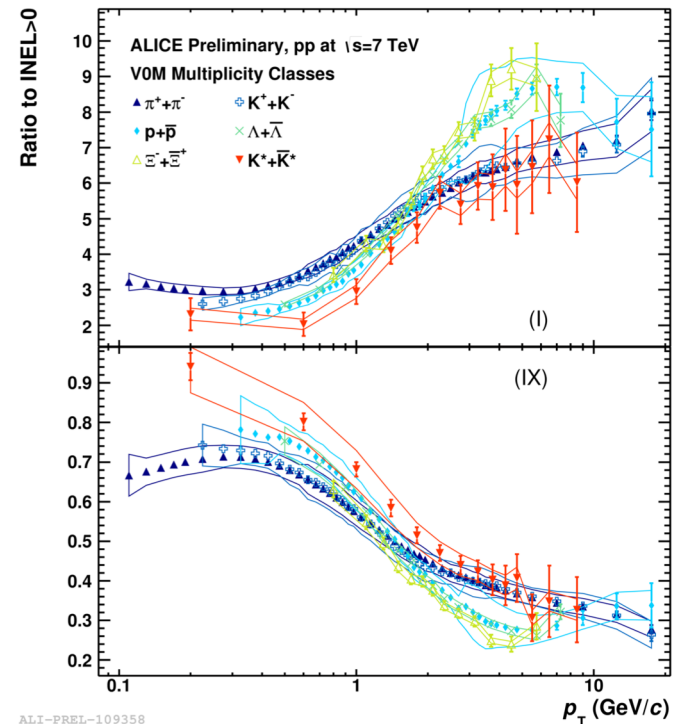 Ratio to INEL>0
ALICE Preliminary, pp at √s=7 TeV
V0M Multiplicity Classes
π⁺+π⁻
K⁺+K⁻
p+p̅
Λ+Λ̅
Ξ⁻+Ξ̅⁺
K*+K̅*
10
9
8
7
6
5
4
3
2
(I)
(IX)
0.9
0.8
0.7
0.6
0.5
0.4
0.3
0.2
0.1
1
10
p_T (GeV/c)
ALI-PREL-109358